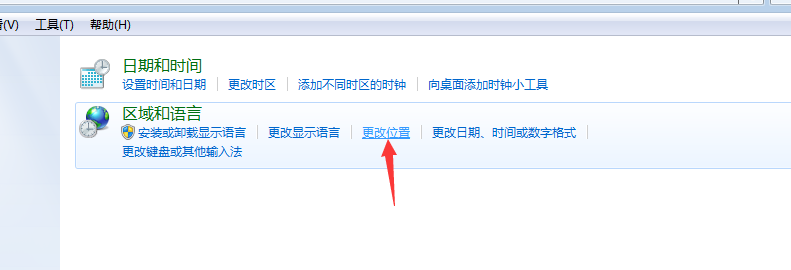 (V) 工具(T) 帮助(H)
日期和时间
设置时间和日期 更改时区 添加不同时区的时钟 向桌面添加时钟小工具
区域和语言
安装或卸载显示语言 更改显示语言 更改位置 更改日期、时间或数字格式
更改键盘或其他输入法